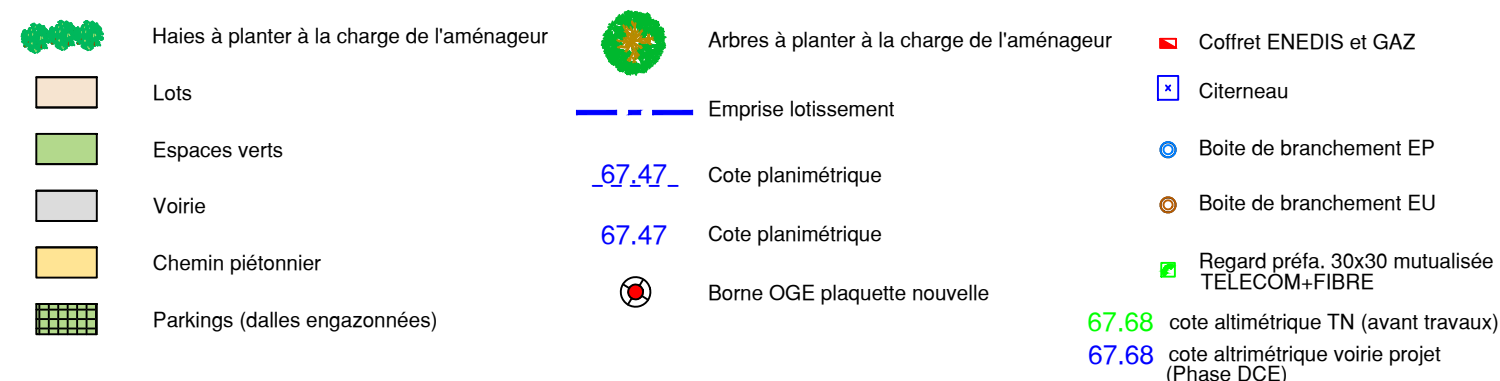 Haies à planter à la charge de l'aménageur
Lots
Espaces verts
Voirie
Chemin piétonnier
Parkings (dalles engazonnées)
Arbres à planter à la charge de l'aménageur
Emprise lotissement
67.47 Cote planimétrique
67.47 Cote planimétrique
Borne OGE plaquette nouvelle
Coffret ENEDIS et GAZ
Citerneau
Boite de branchement EP
Boite de branchement EU
Regard préfa. 30x30 mutualisée
TELECOM+FIBRE
67.68 cote altimétrique TN (avant travaux)
67.68 cote altrimétrique voirie projet
(Phase DCE)